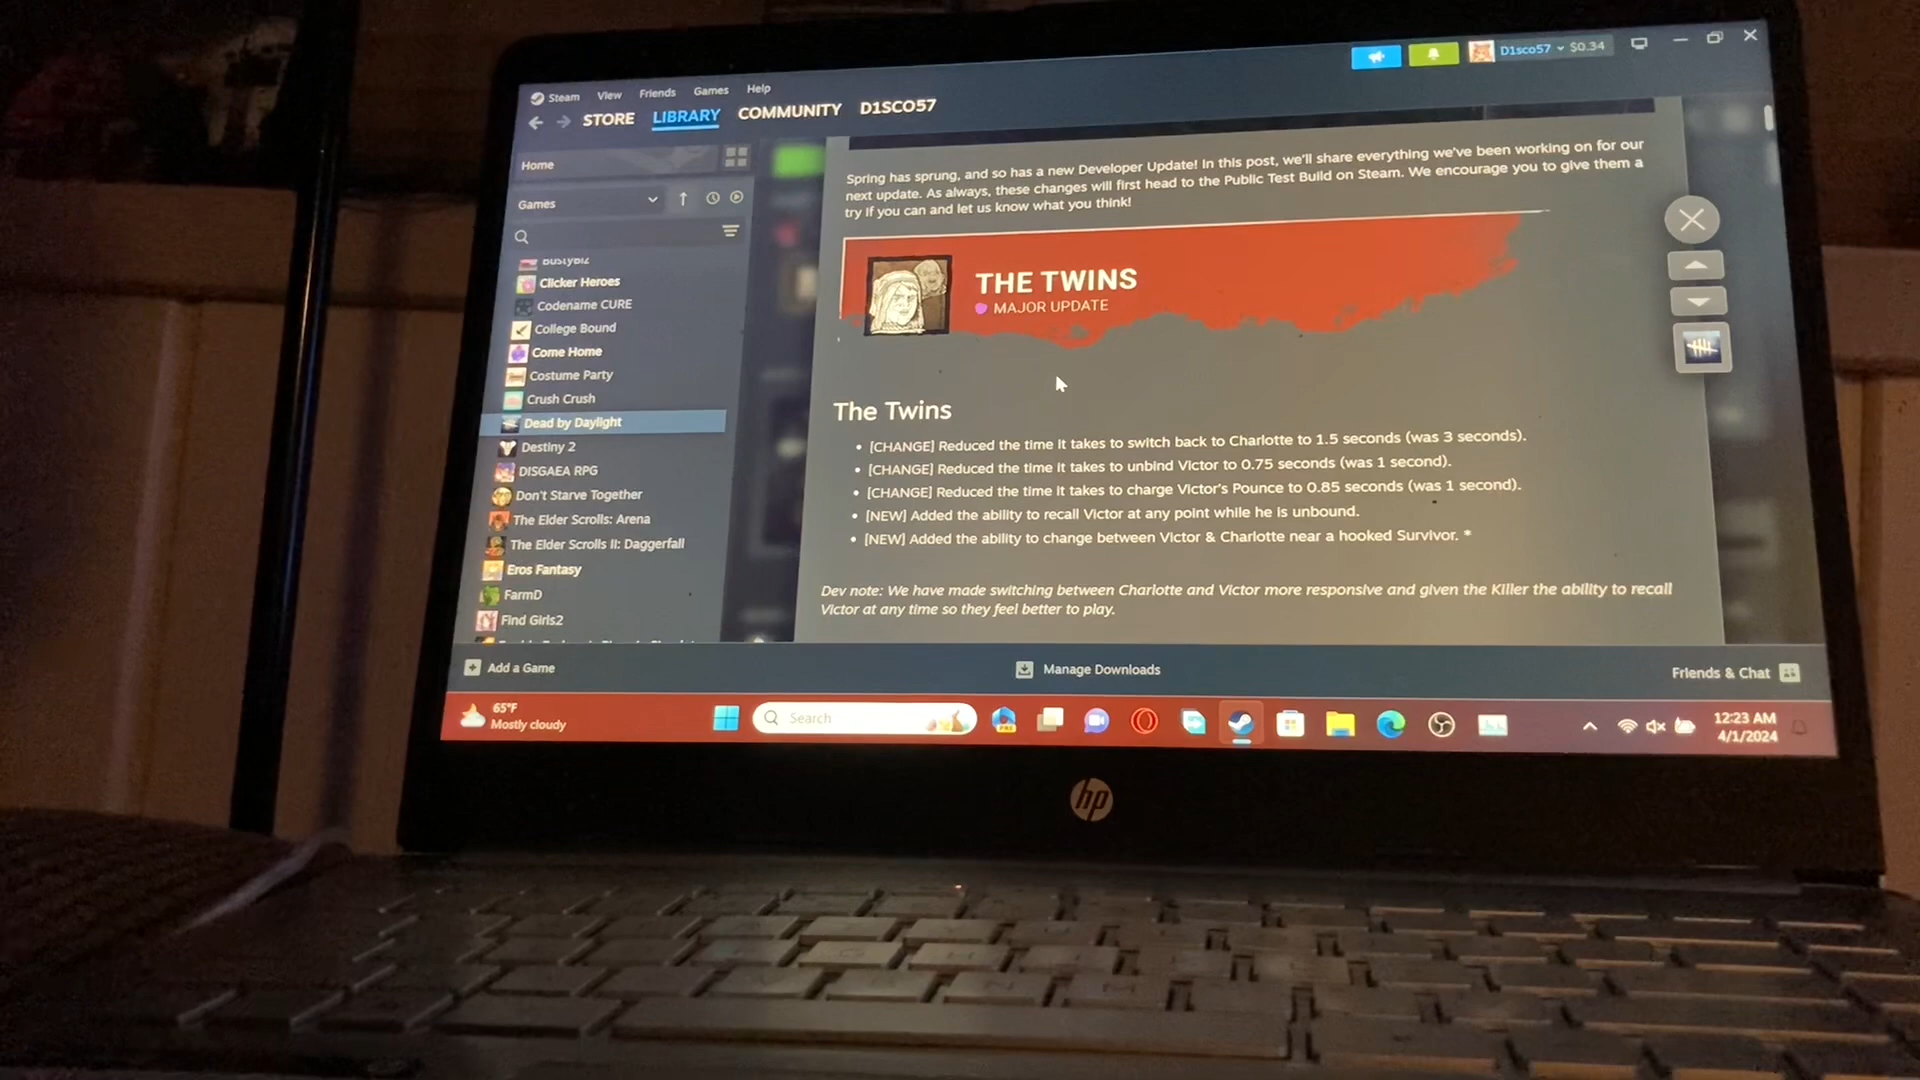 D1sco57 $0.34
Steam View Friends Games Help
STORE LIBRARY COMMUNITY D1SCO57
Home
Games
BustyBiz
Clicker Heroes
Codename CURE
College Bound
Come Home
Costume Party
Crush Crush
Dead by Daylight
Destiny 2
DISGAEA RPG
Don't Starve Together
The Elder Scrolls: Arena
The Elder Scrolls II: Daggerfall
Eros Fantasy
FarmD
Find Girls2
Spring has sprung, and so has a new Developer Update! In this post, we'll share everything we've been working on for our
next update. As always, these changes will first head to the Public Test Build on Steam. We encourage you to give them a
try if you can and let us know what you think!
THE TWINS
MAJOR UPDATE
The Twins
• [CHANGE] Reduced the time it takes to switch back to Charlotte to 1.5 seconds (was 3 seconds).
• [CHANGE] Reduced the time it takes to unbind Victor to 0.75 seconds (was 1 second).
• [CHANGE] Reduced the time it takes to charge Victor's Pounce to 0.85 seconds (was 1 second).
• [NEW] Added the ability to recall Victor at any point while he is unbound.
• [NEW] Added the ability to change between Victor & Charlotte near a hooked Survivor. *
Dev note: We have made switching between Charlotte and Victor more responsive and given the Killer the ability to recall
Victor at any time so they feel better to play.
Add a Game
Manage Downloads
Friends & Chat
65°F
Mostly cloudy
Search
12:23 AM
4/1/2024
hp